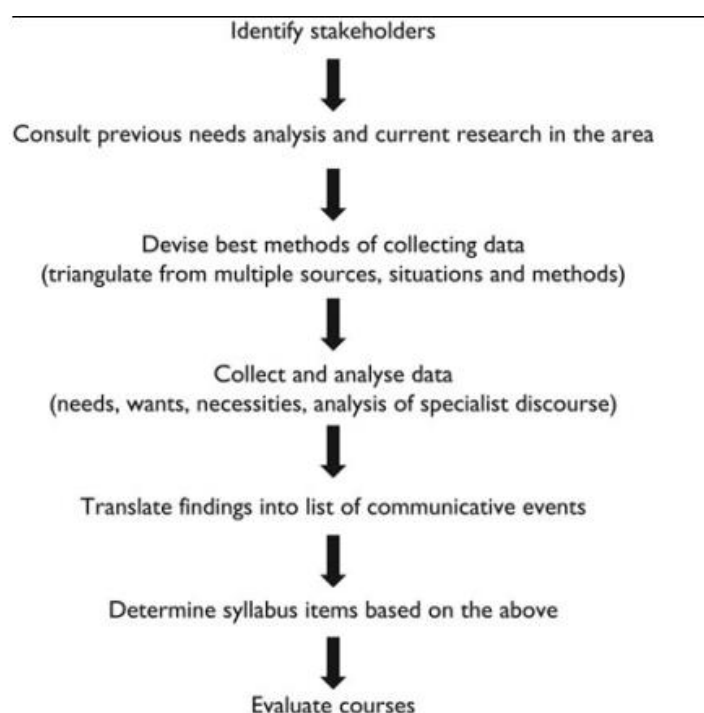 Identify stakeholders
Consult previous needs analysis and current research in the area
Devise best methods of collecting data
(triangulate from multiple sources, situations and methods)
Collect and analyse data
(needs, wants, necessities, analysis of specialist discourse)
Translate findings into list of communicative events
Determine syllabus items based on the above
Evaluate courses